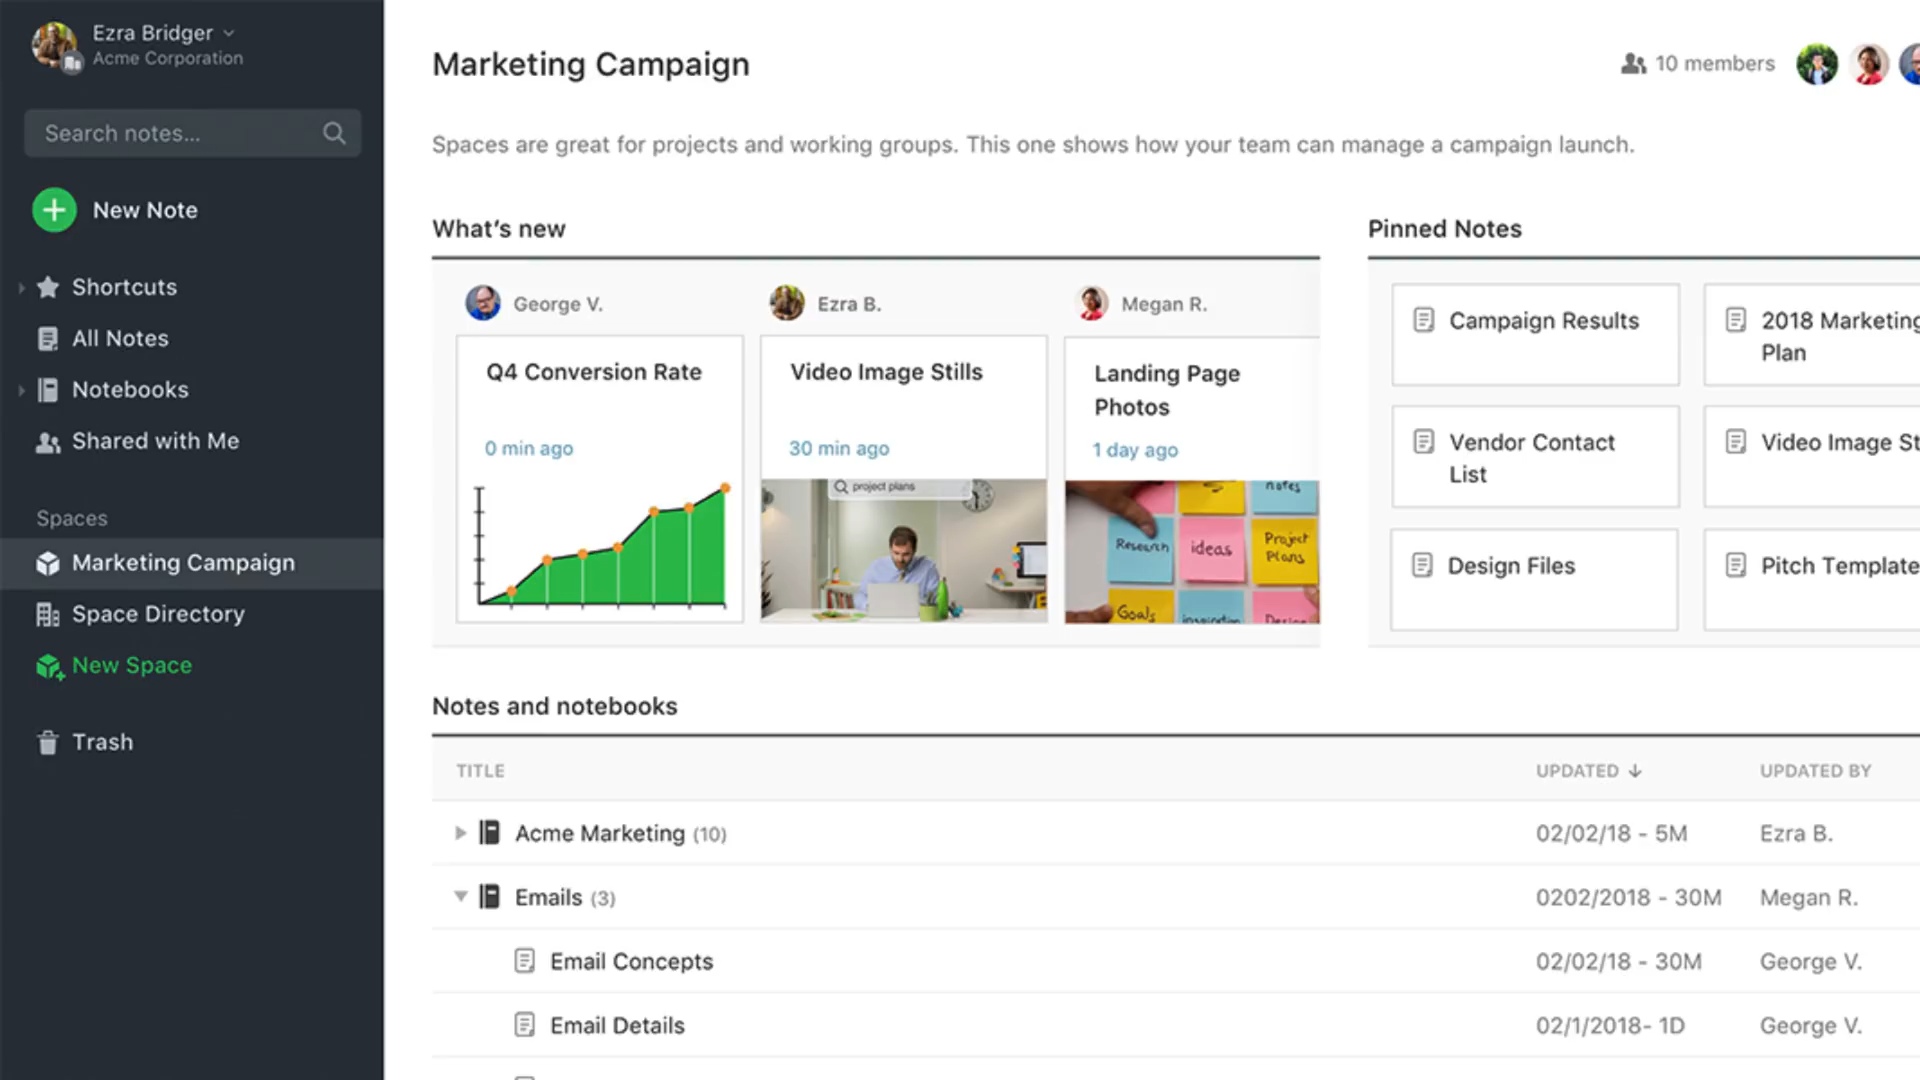 Ezra Bridger
Acme Corporation
Search notes...
New Note
Shortcuts
All Notes
Notebooks
Shared with Me
Spaces
Marketing Campaign
Space Directory
New Space
Trash
Marketing Campaign
10 members
Spaces are great for projects and working groups. This one shows how your team can manage a campaign launch.
What’s new
George V.
Ezra B.
Megan R.
Q4 Conversion Rate
0 min ago
Video Image Stills
30 min ago
project plans
Landing Page
Photos
1 day ago
notes
Research
ideas
Project
Plans
Goals
inspiration
Pinned Notes
Campaign Results
2018 Marketing
Plan
Vendor Contact
List
Video Image St
Design Files
Pitch Template
Notes and notebooks
TITLE UPDATED UPDATED BY
Acme Marketing (10) 02/02/18 - 5M Ezra B.
Emails (3) 0202/2018 - 30M Megan R.
Email Concepts 02/02/18 - 30M George V.
Email Details 02/1/2018- 1D George V.